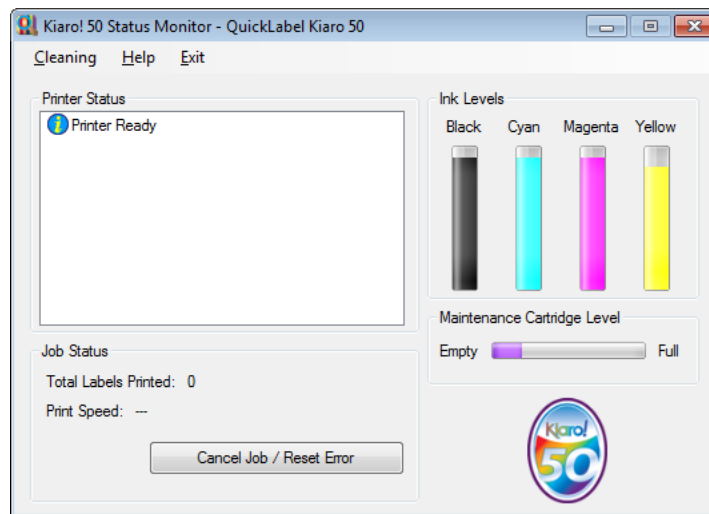 Kiaro! 50 Status Monitor - QuickLabel Kiaro 50
Cleaning Help Exit
Printer Status
Printer Ready
Ink Levels
Black Cyan Magenta Yellow
Maintenance Cartridge Level
Empty Full
Job Status
Total Labels Printed: 0
Print Speed: ---
Cancel Job / Reset Error
Kiaro!
50